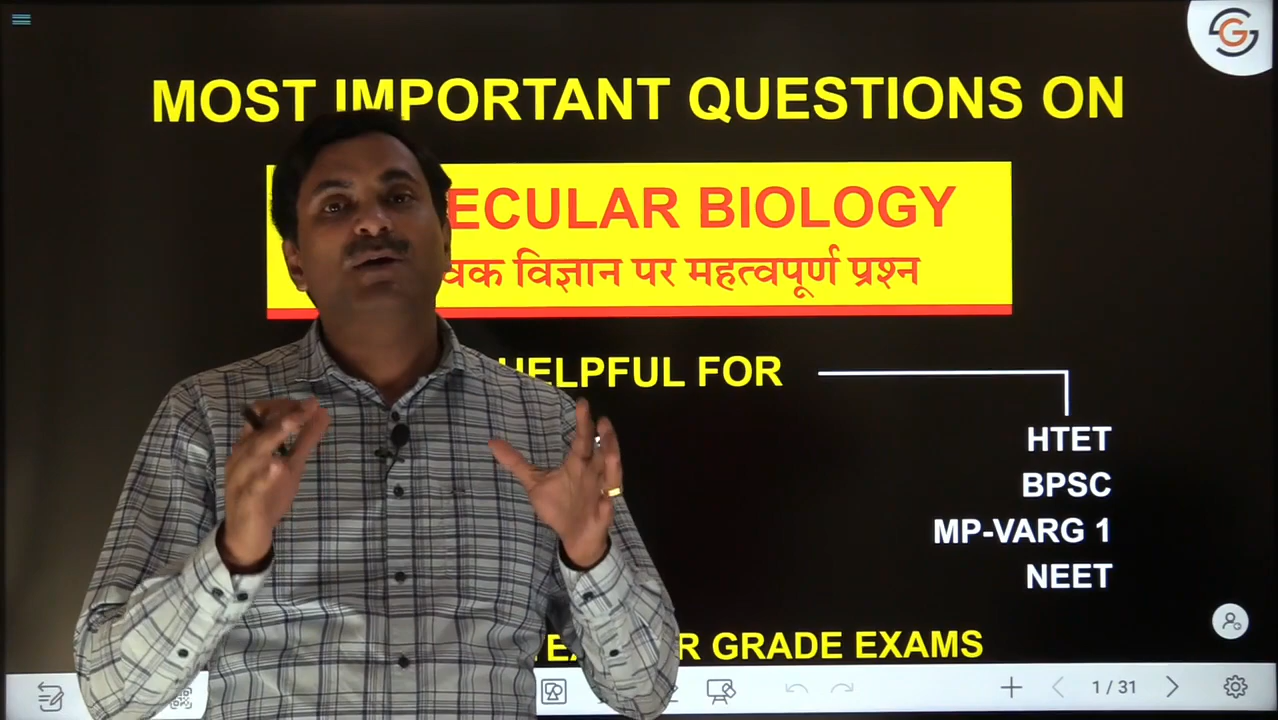 MOST IMPORTANT QUESTIONS ON
ECULAR BIOLOGY
विज्ञान पर महत्वपूर्ण प्रश्न
HELPFUL FOR
HTET
BPSC
MP-VARG 1
NEET
R GRADE EXAMS
1 / 31